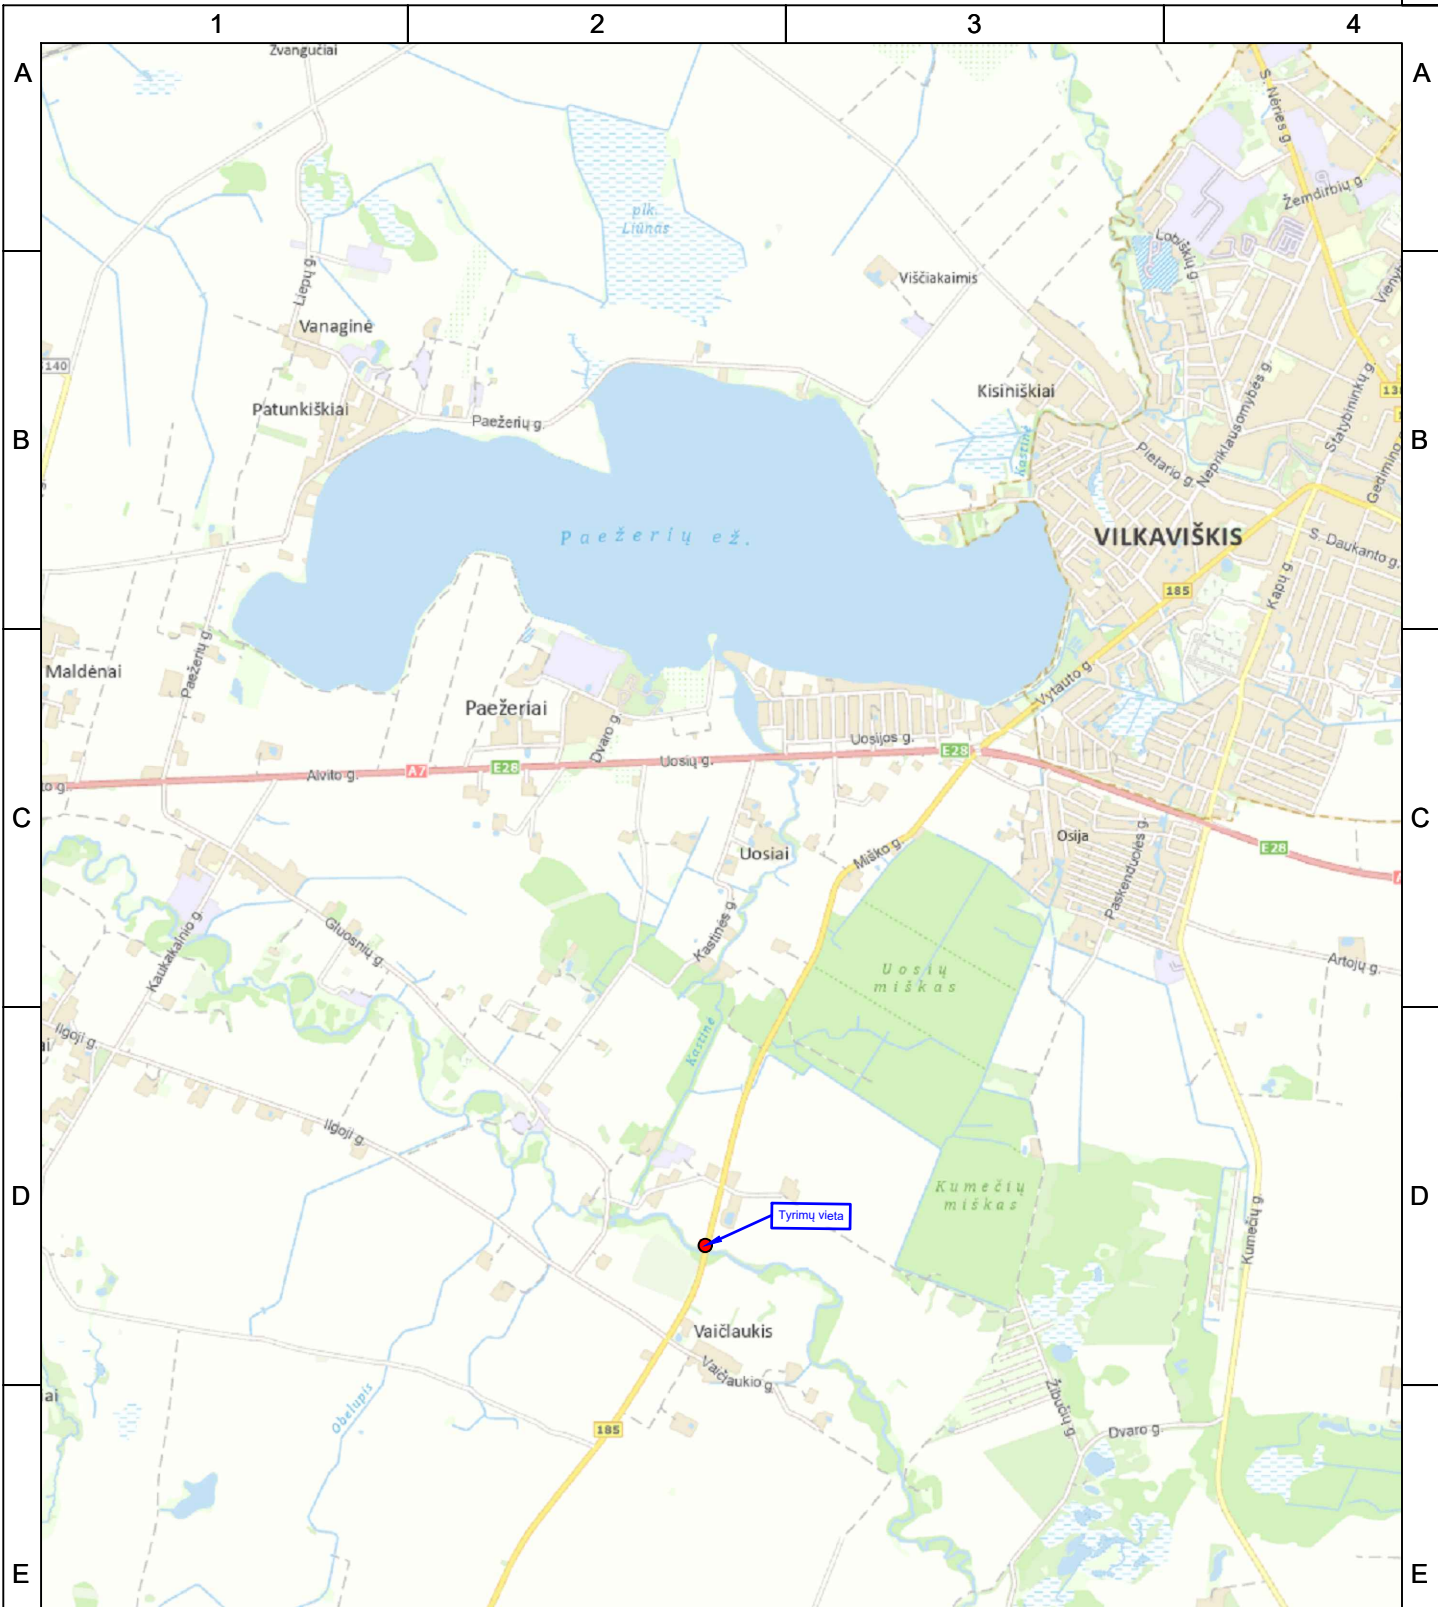 1 2 3 4
A A
Žvangučiai
S. Nėries g.
Žemdirbių g.
plk.
Liūnas
Lobiškių g.
Viščiakaimis
Liepų g.
Vanaginė
140
Kisiniškiai
Patunkiškiai
Paežerių g.
Nepriklausomybės g.
Statybininkų g.
B B
Kastinė
Pietario g.
Gedimino
VILKAVIŠKIS
Paežerių ež.
S. Daukanto g.
Kapų g.
185
Maldėnai
Paežerių g.
Vytauto g.
Paežeriai
Dvaro g.
Uosijos g.
E28
Uosių g.
Alvito g.
A7
E28
to g.
C C
Osija
E28
Uosiai
Miško g.
Paskenduolės g.
Kaukakalnio g.
Gluosnių g.
Kastinės g.
Artojų g.
Uosių
miškas
Ilgoji g.
Kastinė
Ilgoji g.
D D
Kumečių
miškas
Tyrimų vieta
Kumečių g.
Vaičlaukis
Vaičlaukio g.
ai
Obelupis
185
Žibučių g.
Dvaro g.
E E